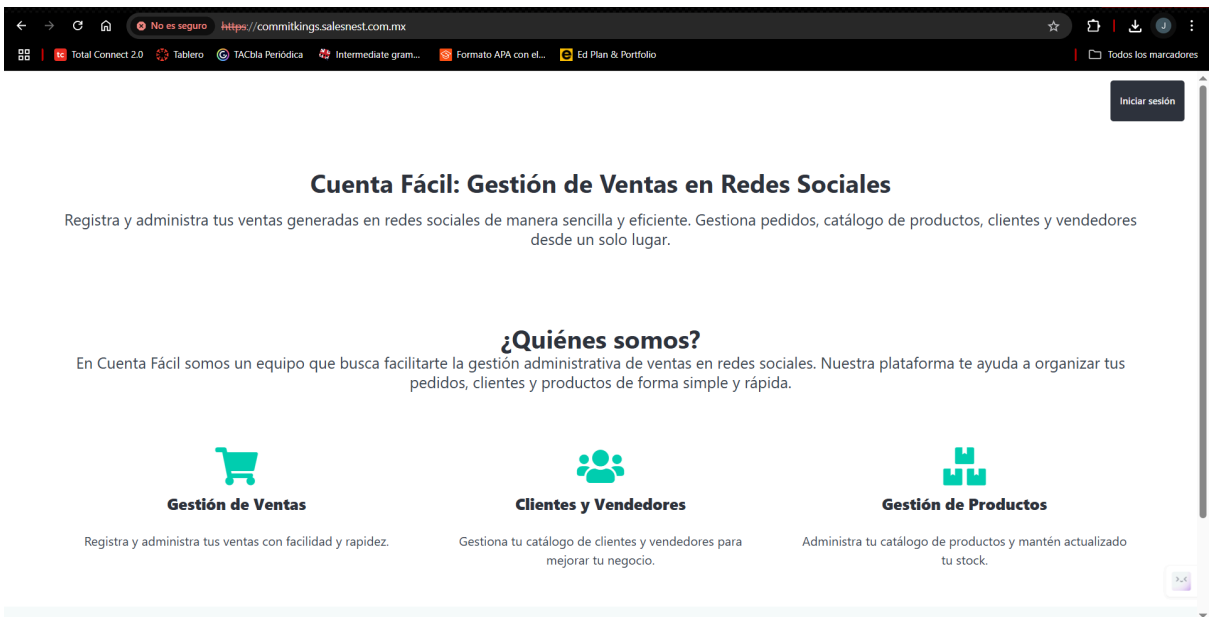 No es seguro https://commitkings.salesnest.com.mx J
tc Total Connect 2.0 Tablero TACbla Periódica Intermediate gram... Formato APA con el... e Ed Plan & Portfolio Todos los marcadores
Iniciar sesión
Cuenta Fácil: Gestión de Ventas en Redes Sociales
Registra y administra tus ventas generadas en redes sociales de manera sencilla y eficiente. Gestiona pedidos, catálogo de productos, clientes y vendedores
desde un solo lugar.
¿Quiénes somos?
En Cuenta Fácil somos un equipo que busca facilitarte la gestión administrativa de ventas en redes sociales. Nuestra plataforma te ayuda a organizar tus
pedidos, clientes y productos de forma simple y rápida.
Gestión de Ventas Clientes y Vendedores Gestión de Productos
Registra y administra tus ventas con facilidad y rapidez. Gestiona tu catálogo de clientes y vendedores para Administra tu catálogo de productos y mantén actualizado
mejorar tu negocio. tu stock.